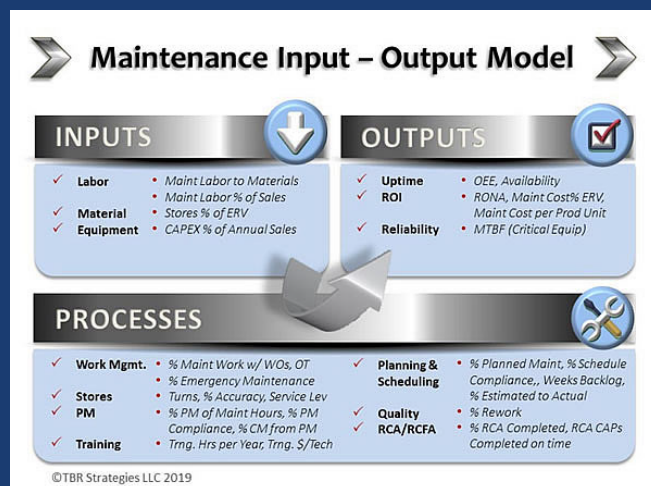 Maintenance Input – Output Model
INPUTS
✓ Labor • Maint Labor to Materials
• Maint Labor % of Sales
✓ Material • Stores % of ERV
✓ Equipment • CAPEX % of Annual Sales
OUTPUTS
✓ Uptime • OEE, Availability
✓ ROI • RONA, Maint Cost% ERV,
Maint Cost per Prod Unit
✓ Reliability • MTBF (Critical Equip)
PROCESSES
✓ Work Mgmt. • % Maint Work w/ WOs, OT
• % Emergency Maintenance
✓ Stores • Turns, % Accuracy, Service Lev
✓ PM • % PM of Maint Hours, % PM
Compliance, % CM from PM
✓ Training • Trng. Hrs per Year, Trng. $/Tech
✓ Planning & • % Planned Maint, % Schedule
Scheduling Compliance,, Weeks Backlog,
% Estimated to Actual
✓ Quality • % Rework
✓ RCA/RCFA • % RCA Completed, RCA CAPs
Completed on time
©TBR Strategies LLC 2019